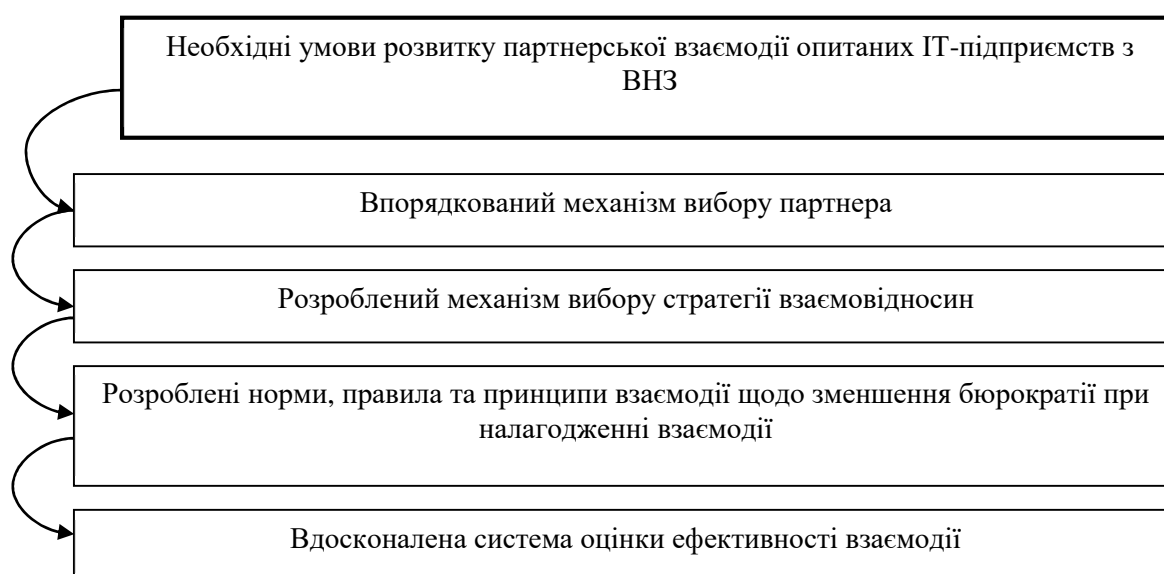 Необхідні умови розвитку партнерської взаємодії опитаних ІТ-підприємств з
ВНЗ
Впорядкований механізм вибору партнера
Розроблений механізм вибору стратегії взаємовідносин
Розроблені норми, правила та принципи взаємодії щодо зменшення бюрократії при
налагодженні взаємодії
Вдосконалена система оцінки ефективності взаємодії